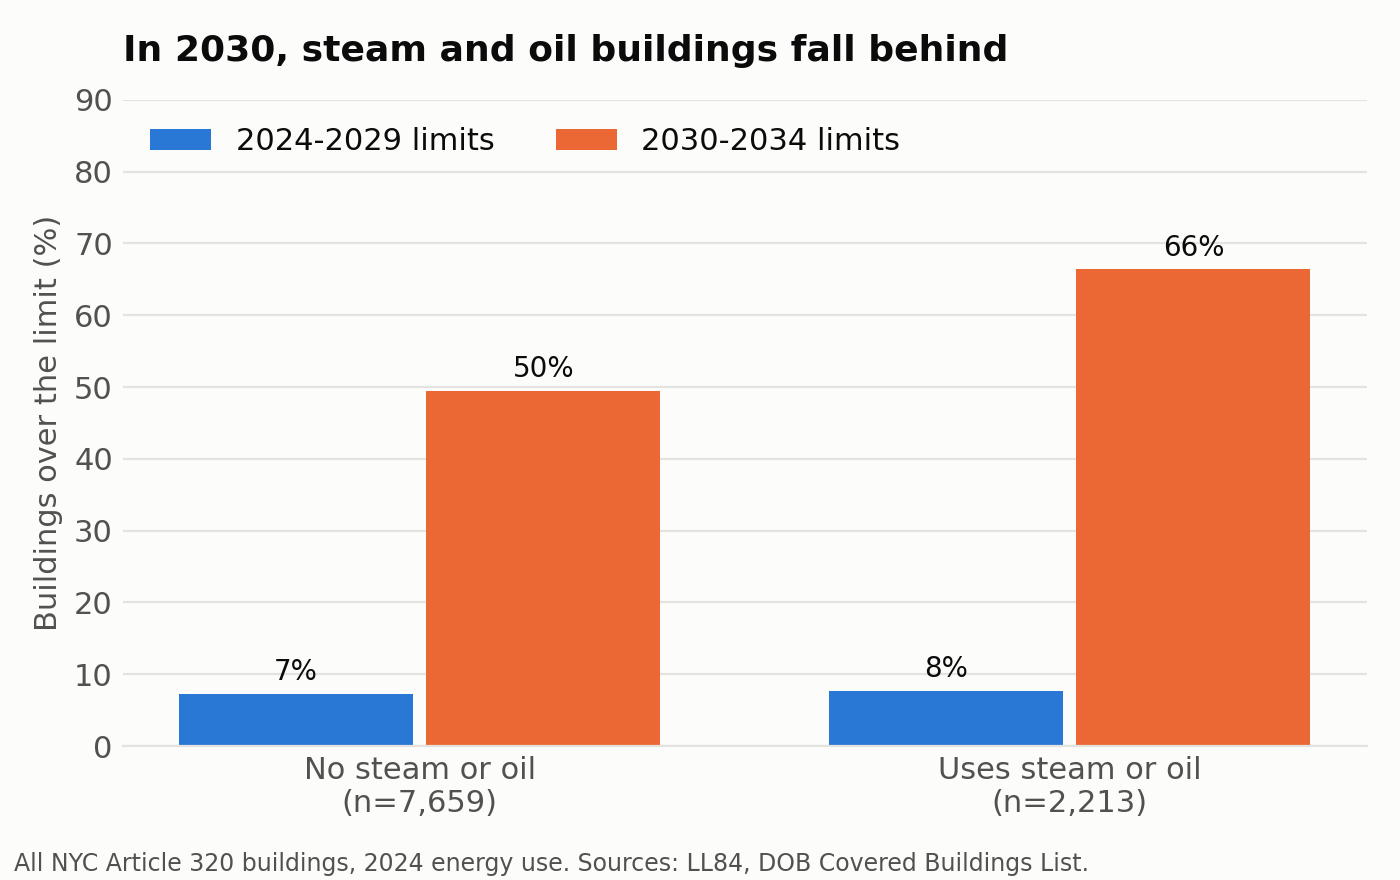 In 2030, steam and oil buildings fall behind
90
2024-2029 limits
2030-2034 limits
80
70
60
50
40
30
20
10
0
Buildings over the limit (%)
7%
50%
8%
66%
No steam or oil
(n=7,659)
Uses steam or oil
(n=2,213)
All NYC Article 320 buildings, 2024 energy use. Sources: LL84, DOB Covered Buildings List.